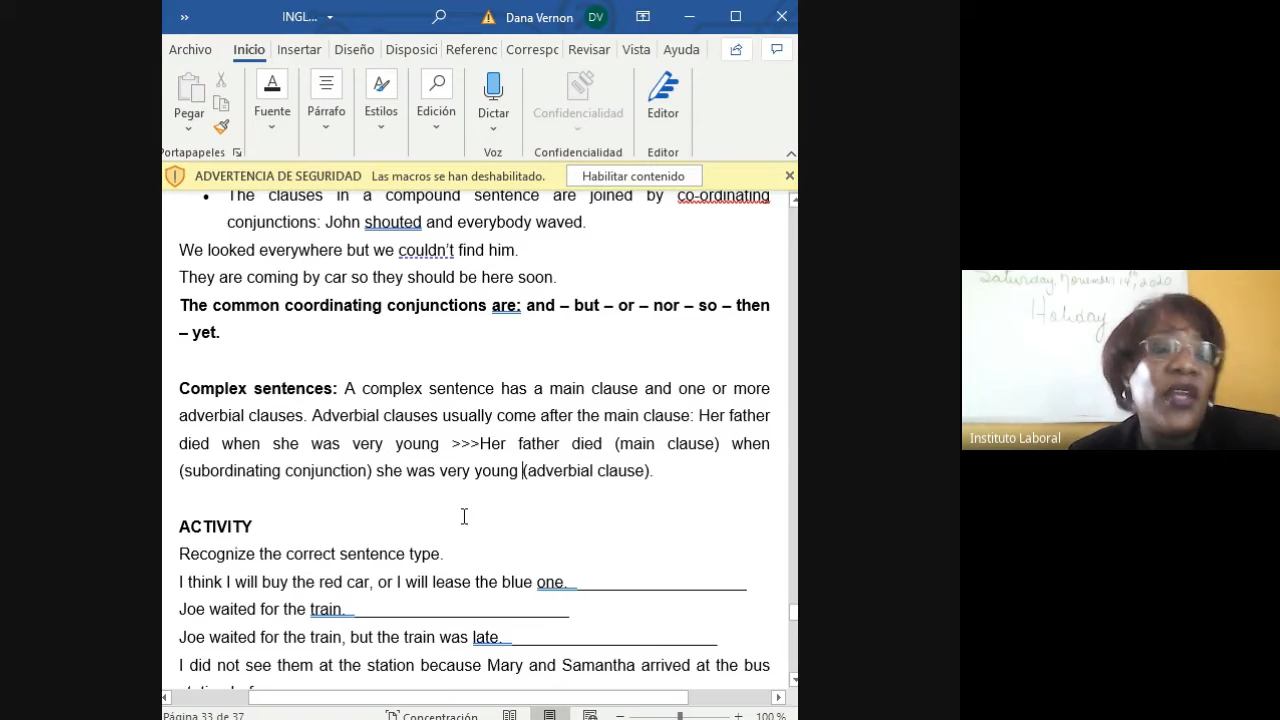 INGL...
Dana Vernon
DV
Archivo
Inicio
Insertar
Diseño
Disposici
Referenc
Correspc
Revisar
Vista
Ayuda
Pegar
Fuente
Párrafo
Estilos
Edición
Dictar
Confidencialidad
Editor
Portapapeles
Voz
Confidencialidad
Editor
ADVERTENCIA DE SEGURIDAD Las macros se han deshabilitado. Habilitar contenido
• The clauses in a compound sentence are joined by co-ordinating
conjunctions: John shouted and everybody waved.
We looked everywhere but we couldn't find him.
They are coming by car so they should be here soon.
The common coordinating conjunctions are: and – but – or – nor – so – then
– yet.
Complex sentences: A complex sentence has a main clause and one or more
adverbial clauses. Adverbial clauses usually come after the main clause: Her father
died when she was very young >>>Her father died (main clause) when
(subordinating conjunction) she was very young (adverbial clause).
ACTIVITY
Recognize the correct sentence type.
I think I will buy the red car, or I will lease the blue one. ____________________
Joe waited for the train. ____________________
Joe waited for the train, but the train was late. ____________________
I did not see them at the station because Mary and Samantha arrived at the bus
Página 33 de 37
Concentración
100 %
Saturday, November 14th, 2020
Holiday
Instituto Laboral